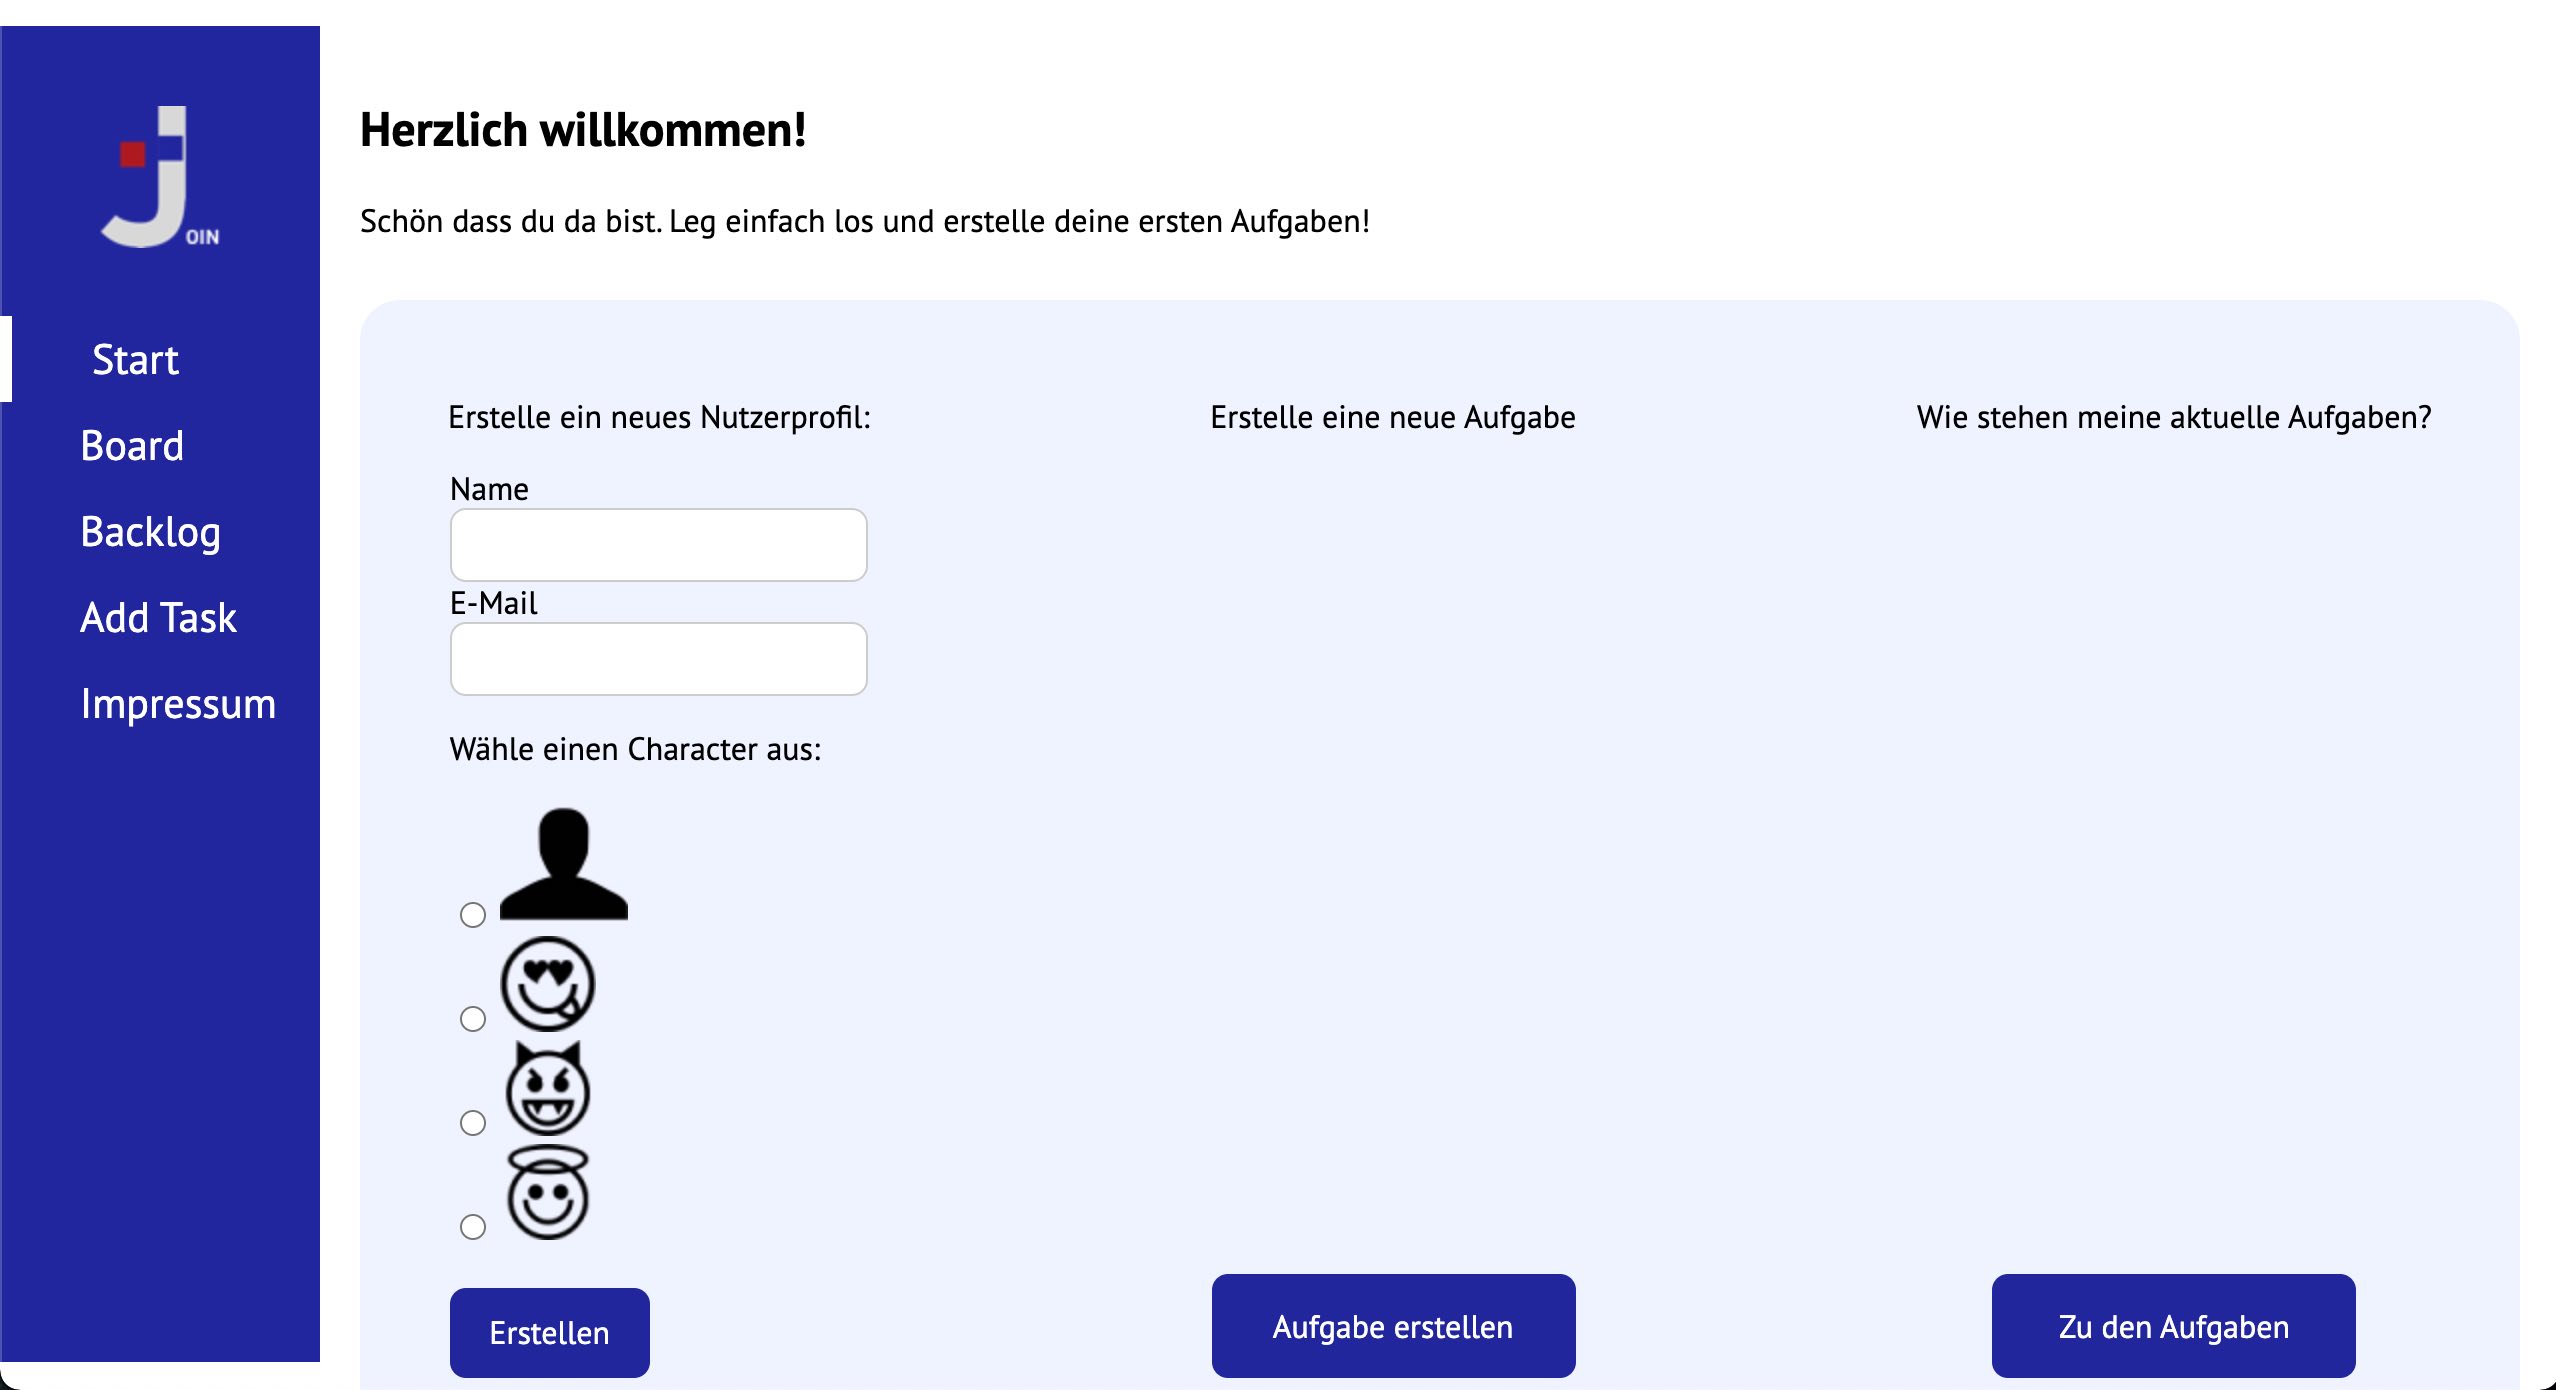 JOIN
Start
Board
Backlog
Add Task
Impressum
Herzlich willkommen!
Schön dass du da bist. Leg einfach los und erstelle deine ersten Aufgaben!
Erstelle ein neues Nutzerprofil:
Name
E-Mail
Wähle einen Character aus:
Erstellen
Erstelle eine neue Aufgabe
Aufgabe erstellen
Wie stehen meine aktuelle Aufgaben?
Zu den Aufgaben